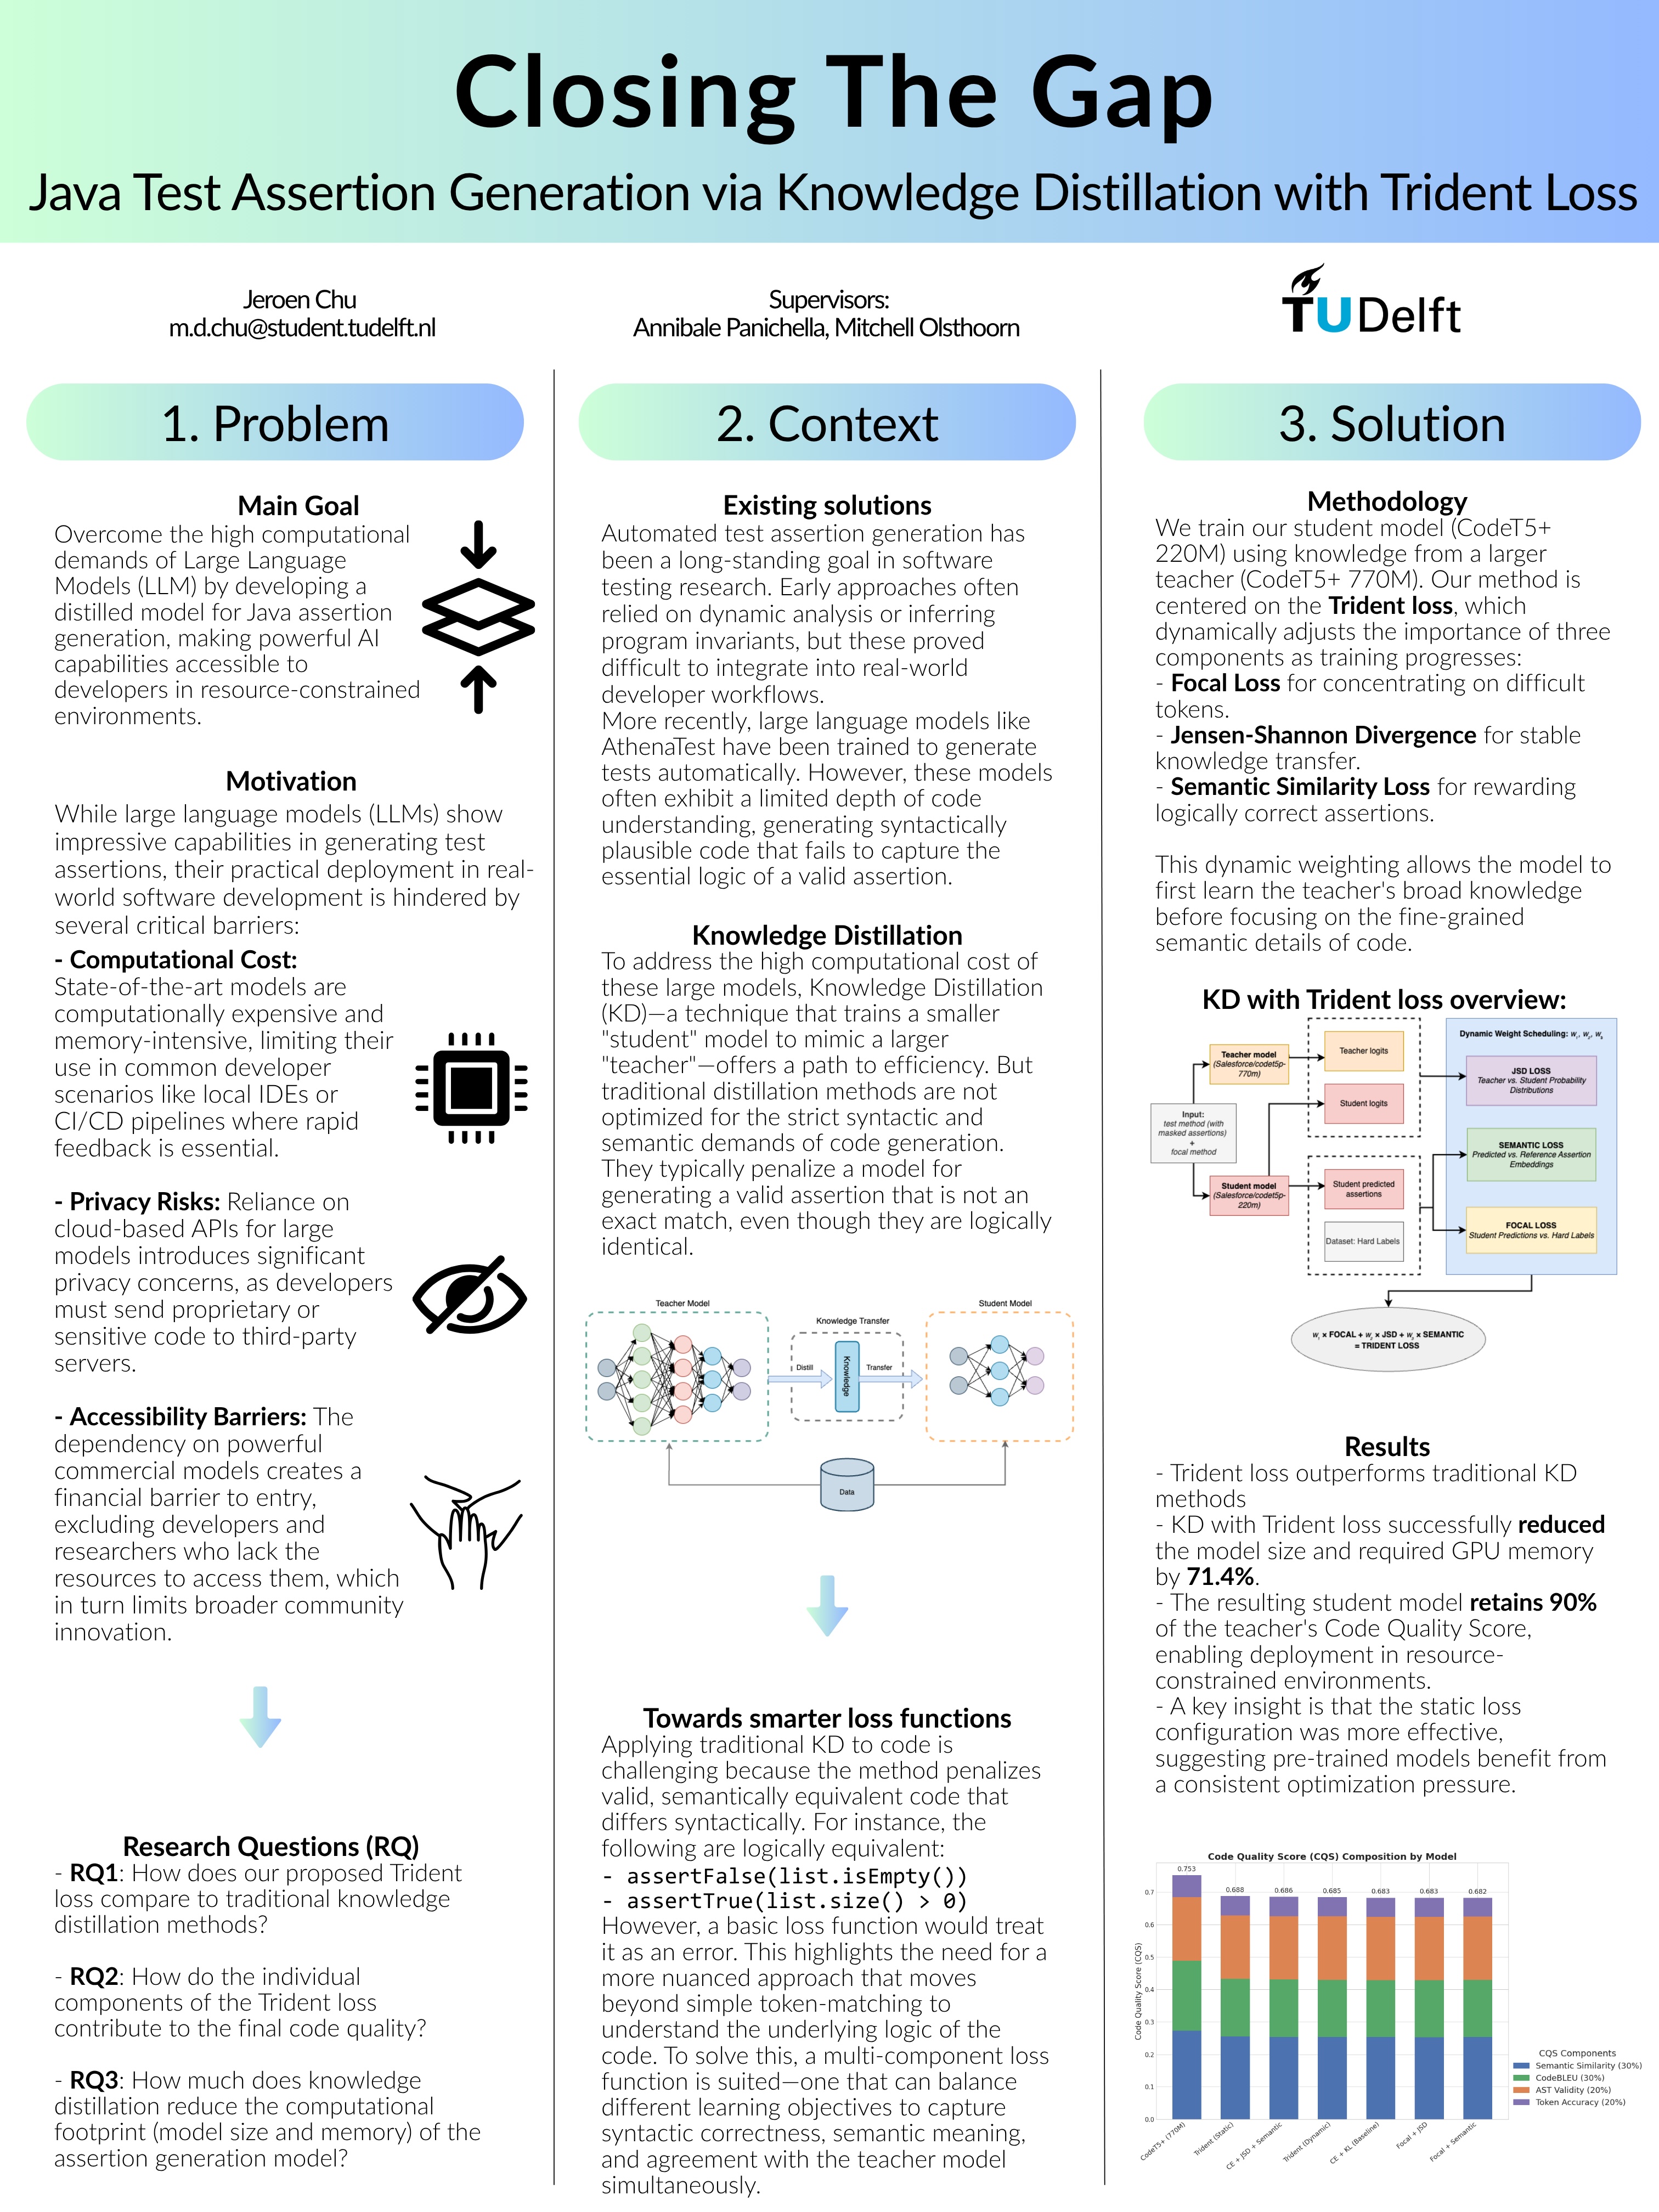 Closing The Gap
Java Test Assertion Generation via Knowledge Distillation with Trident Loss
Jeroen Chu
m.d.chu@student.tudelft.nl
Supervisors:
Annibale Panichella, Mitchell Olsthoorn
TU Delft
1. Problem
Main Goal
Overcome the high computational
demands of Large Language
Models (LLM) by developing a
distilled model for Java assertion
generation, making powerful AI
capabilities accessible to
developers in resource-constrained
environments.
Motivation
While large language models (LLMs) show
impressive capabilities in generating test
assertions, their practical deployment in real-
world software development is hindered by
several critical barriers:
- Computational Cost:
State-of-the-art models are
computationally expensive and
memory-intensive, limiting their
use in common developer
scenarios like local IDEs or
CI/CD pipelines where rapid
feedback is essential.
- Privacy Risks: Reliance on
cloud-based APIs for large
models introduces significant
privacy concerns, as developers
must send proprietary or
sensitive code to third-party
servers.
- Accessibility Barriers: The
dependency on powerful
commercial models creates a
financial barrier to entry,
excluding developers and
researchers who lack the
resources to access them, which
in turn limits broader community
innovation.
Research Questions (RQ)
- RQ1: How does our proposed Trident
loss compare to traditional knowledge
distillation methods?
- RQ2: How do the individual
components of the Trident loss
contribute to the final code quality?
- RQ3: How much does knowledge
distillation reduce the computational
footprint (model size and memory) of the
assertion generation model?
2. Context
Existing solutions
Automated test assertion generation has
been a long-standing goal in software
testing research. Early approaches often
relied on dynamic analysis or inferring
program invariants, but these proved
difficult to integrate into real-world
developer workflows.
More recently, large language models like
AthenaTest have been trained to generate
tests automatically. However, these models
often exhibit a limited depth of code
understanding, generating syntactically
plausible code that fails to capture the
essential logic of a valid assertion.
Knowledge Distillation
To address the high computational cost of
these large models, Knowledge Distillation
(KD)—a technique that trains a smaller
"student" model to mimic a larger
"teacher"—offers a path to efficiency. But
traditional distillation methods are not
optimized for the strict syntactic and
semantic demands of code generation.
They typically penalize a model for
generating a valid assertion that is not an
exact match, even though they are logically
identical.
Teacher Model
Knowledge Transfer
Student Model
Distill
Knowledge
Transfer
Data
Towards smarter loss functions
Applying traditional KD to code is
challenging because the method penalizes
valid, semantically equivalent code that
differs syntactically. For instance, the
following are logically equivalent:
- assertFalse(list.isEmpty())
- assertTrue(list.size() > 0)
However, a basic loss function would treat
it as an error. This highlights the need for a
more nuanced approach that moves
beyond simple token-matching to
understand the underlying logic of the
code. To solve this, a multi-component loss
function is suited—one that can balance
different learning objectives to capture
syntactic correctness, semantic meaning,
and agreement with the teacher model
simultaneously.
3. Solution
Methodology
We train our student model (CodeT5+
220M) using knowledge from a larger
teacher (CodeT5+ 770M). Our method is
centered on the Trident loss, which
dynamically adjusts the importance of three
components as training progresses:
- Focal Loss for concentrating on difficult
tokens.
- Jensen-Shannon Divergence for stable
knowledge transfer.
- Semantic Similarity Loss for rewarding
logically correct assertions.
This dynamic weighting allows the model to
first learn the teacher's broad knowledge
before focusing on the fine-grained
semantic details of code.
KD with Trident loss overview:
Input:
test method (with
masked assertions)
+
focal method
Teacher model
(Salesforce/codet5p-
770m)
Student model
(Salesforce/codet5p-
220m)
Teacher logits
Student logits
Student predicted
assertions
Dataset: Hard Labels
Dynamic Weight Scheduling: w₁, w₂, w₃
JSD LOSS
Teacher vs. Student Probability
Distributions
SEMANTIC LOSS
Predicted vs. Reference Assertion
Embeddings
FOCAL LOSS
Student Predictions vs. Hard Labels
w₁ × FOCAL + w₂ × JSD + w₃ × SEMANTIC
= TRIDENT LOSS
Results
- Trident loss outperforms traditional KD
methods
- KD with Trident loss successfully reduced
the model size and required GPU memory
by 71.4%.
- The resulting student model retains 90%
of the teacher's Code Quality Score,
enabling deployment in resource-
constrained environments.
- A key insight is that the static loss
configuration was more effective,
suggesting pre-trained models benefit from
a consistent optimization pressure.
Code Quality Score (CQS) Composition by Model
Code Quality Score (CQS)
0.7
0.6
0.5
0.4
0.3
0.2
0.1
0.0
0.753
0.688
0.686
0.685
0.683
0.683
0.682
CodeT5+ (770M)
Trident (Static)
CE + JSD + Semantic
Trident (Dynamic)
CE + KL (Baseline)
Focal + JSD
Focal + Semantic
CQS Components
Semantic Similarity (30%)
CodeBLEU (30%)
AST Validity (20%)
Token Accuracy (20%)